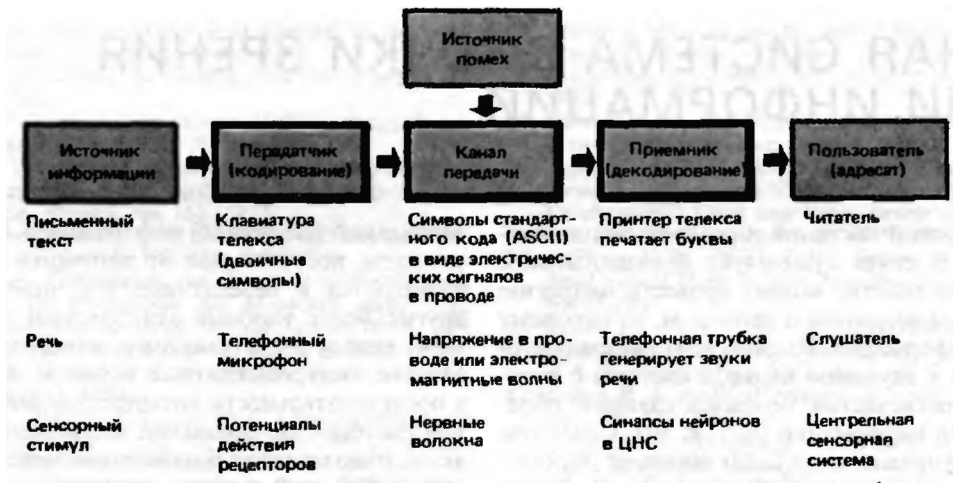 Источник
помех
Источник
информации
Передатчик
(кодирование)
Канал
передачи
Приемник
(декодирование)
Пользователь
(адресат)
Письменный
текст
Клавиатура
телекса
(двоичные
символы)
Символы стандарт-
ного кода (ASCII)
в виде электричес-
ких сигналов
в проводе
Принтер телекса
печатает буквы
Читатель
Речь
Телефонный
микрофон
Напряжение в про-
воде или электро-
магнитные волны
Телефонная трубка
генерирует звуки
речи
Слушатель
Сенсорный
стимул
Потенциалы
действия
рецепторов
Нервные
волокна
Синапсы нейронов
в ЦНС
Центрельная
сенсорная
система